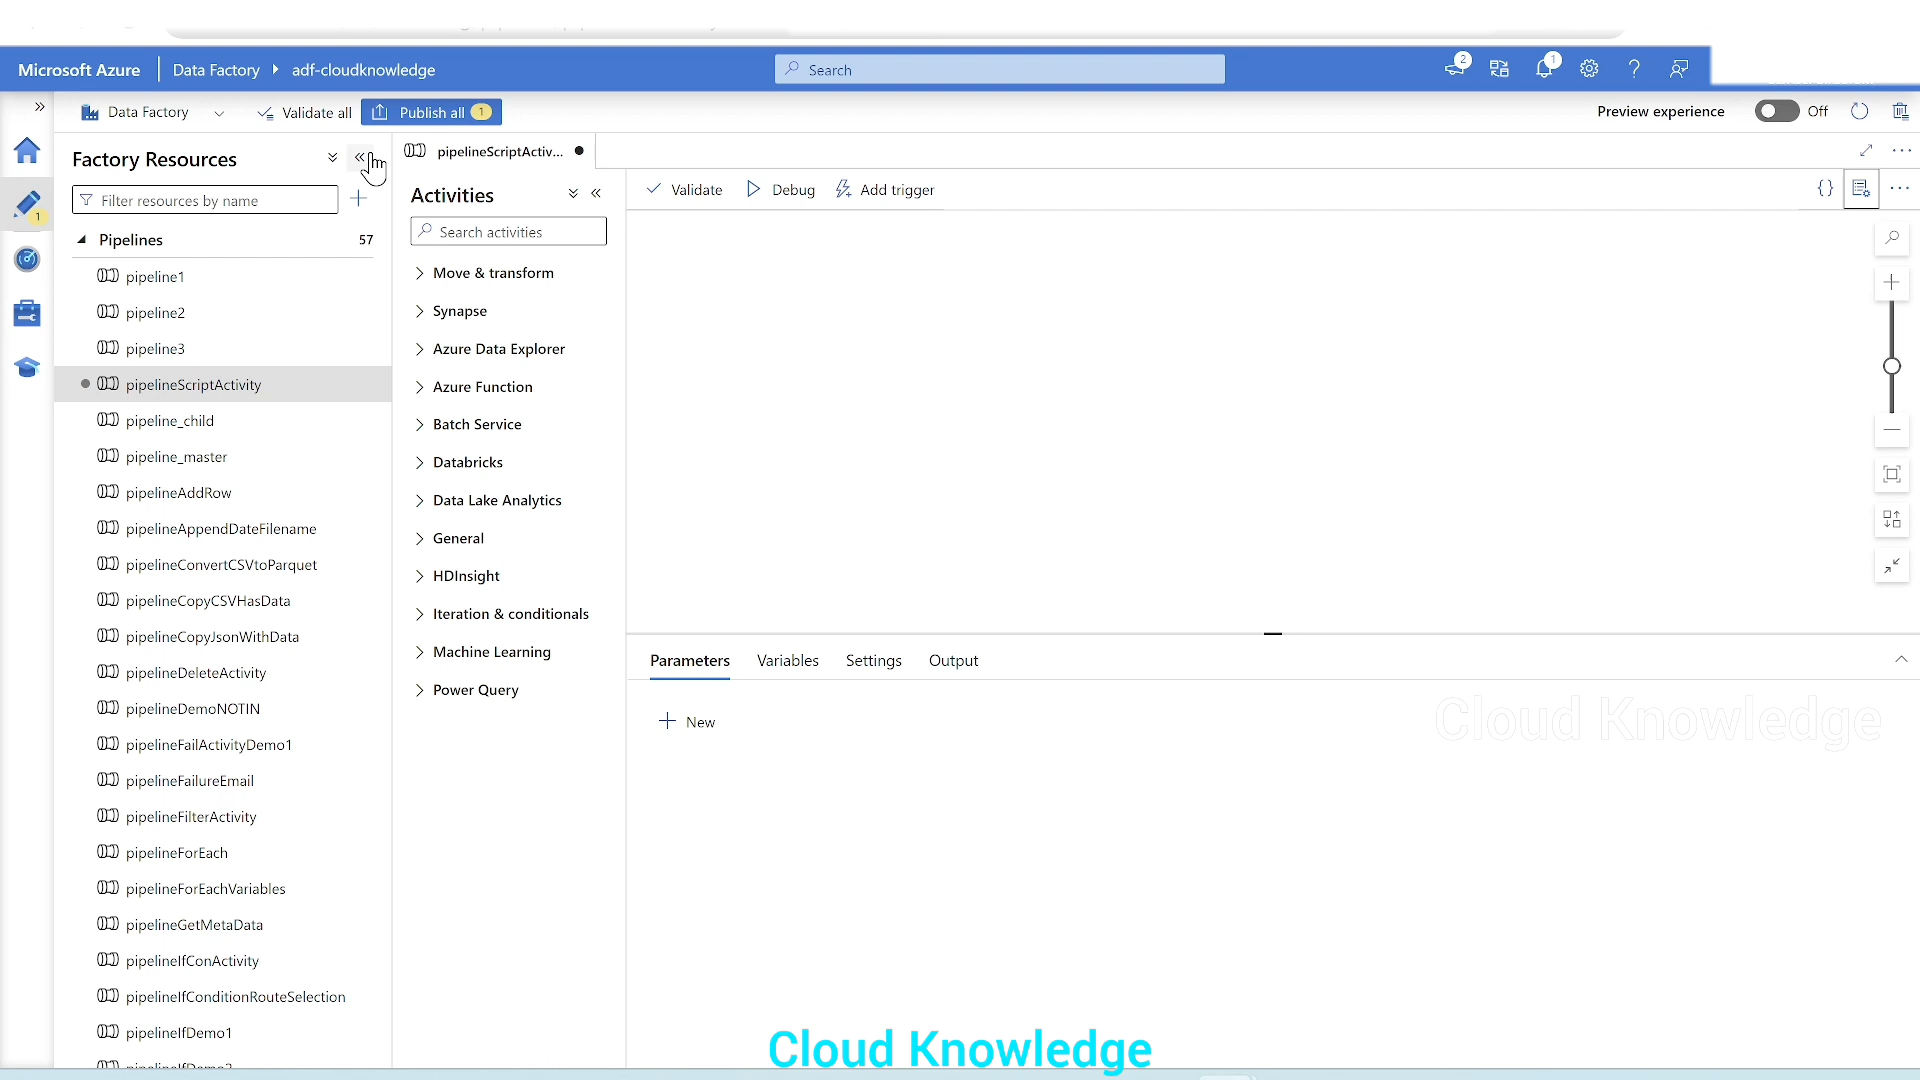 Microsoft Azure
Data Factory
adf-cloudknowledge
Search
2
1
Data Factory
Validate all
Publish all
1
Preview experience
Off
Factory Resources
Filter resources by name
1
Pipelines
57
pipeline1
pipeline2
pipeline3
pipelineScriptActivity
pipeline_child
pipeline_master
pipelineAddRow
pipelineAppendDateFilename
pipelineConvertCSVtoParquet
pipelineCopyCSVHasData
pipelineCopyJsonWithData
pipelineDeleteActivity
pipelineDemoNOTIN
pipelineFailActivityDemo1
pipelineFailureEmail
pipelineFilterActivity
pipelineForEach
pipelineForEachVariables
pipelineGetMetaData
pipelineIfConActivity
pipelineIfConditionRouteSelection
pipelineIfDemo1
pipelineScriptActiv...
Activities
Search activities
Move & transform
Synapse
Azure Data Explorer
Azure Function
Batch Service
Databricks
Data Lake Analytics
General
HDInsight
Iteration & conditionals
Machine Learning
Power Query
Validate
Debug
Add trigger
{}
Parameters
Variables
Settings
Output
New
Cloud Knowledge
Cloud Knowledge